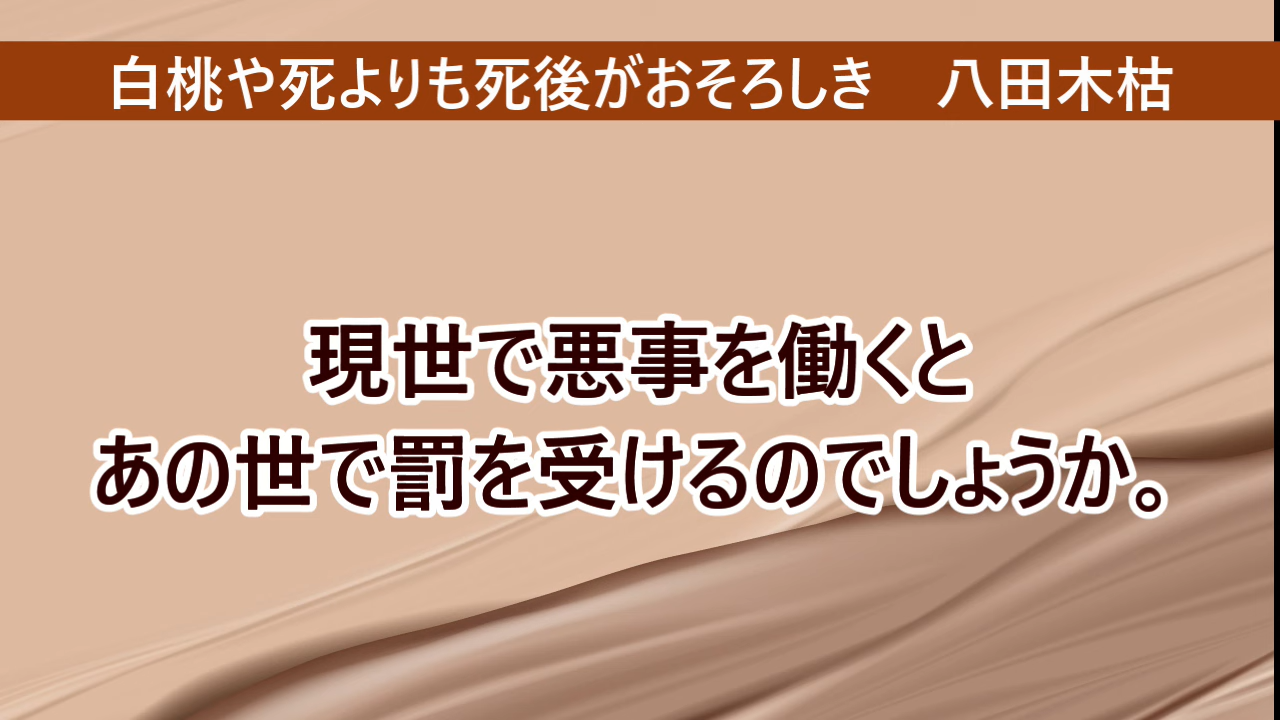 白桃や死よりも死後がおそろしき　八田木枯
現世で悪事を働くと
あの世で罰を受けるのでしょうか。